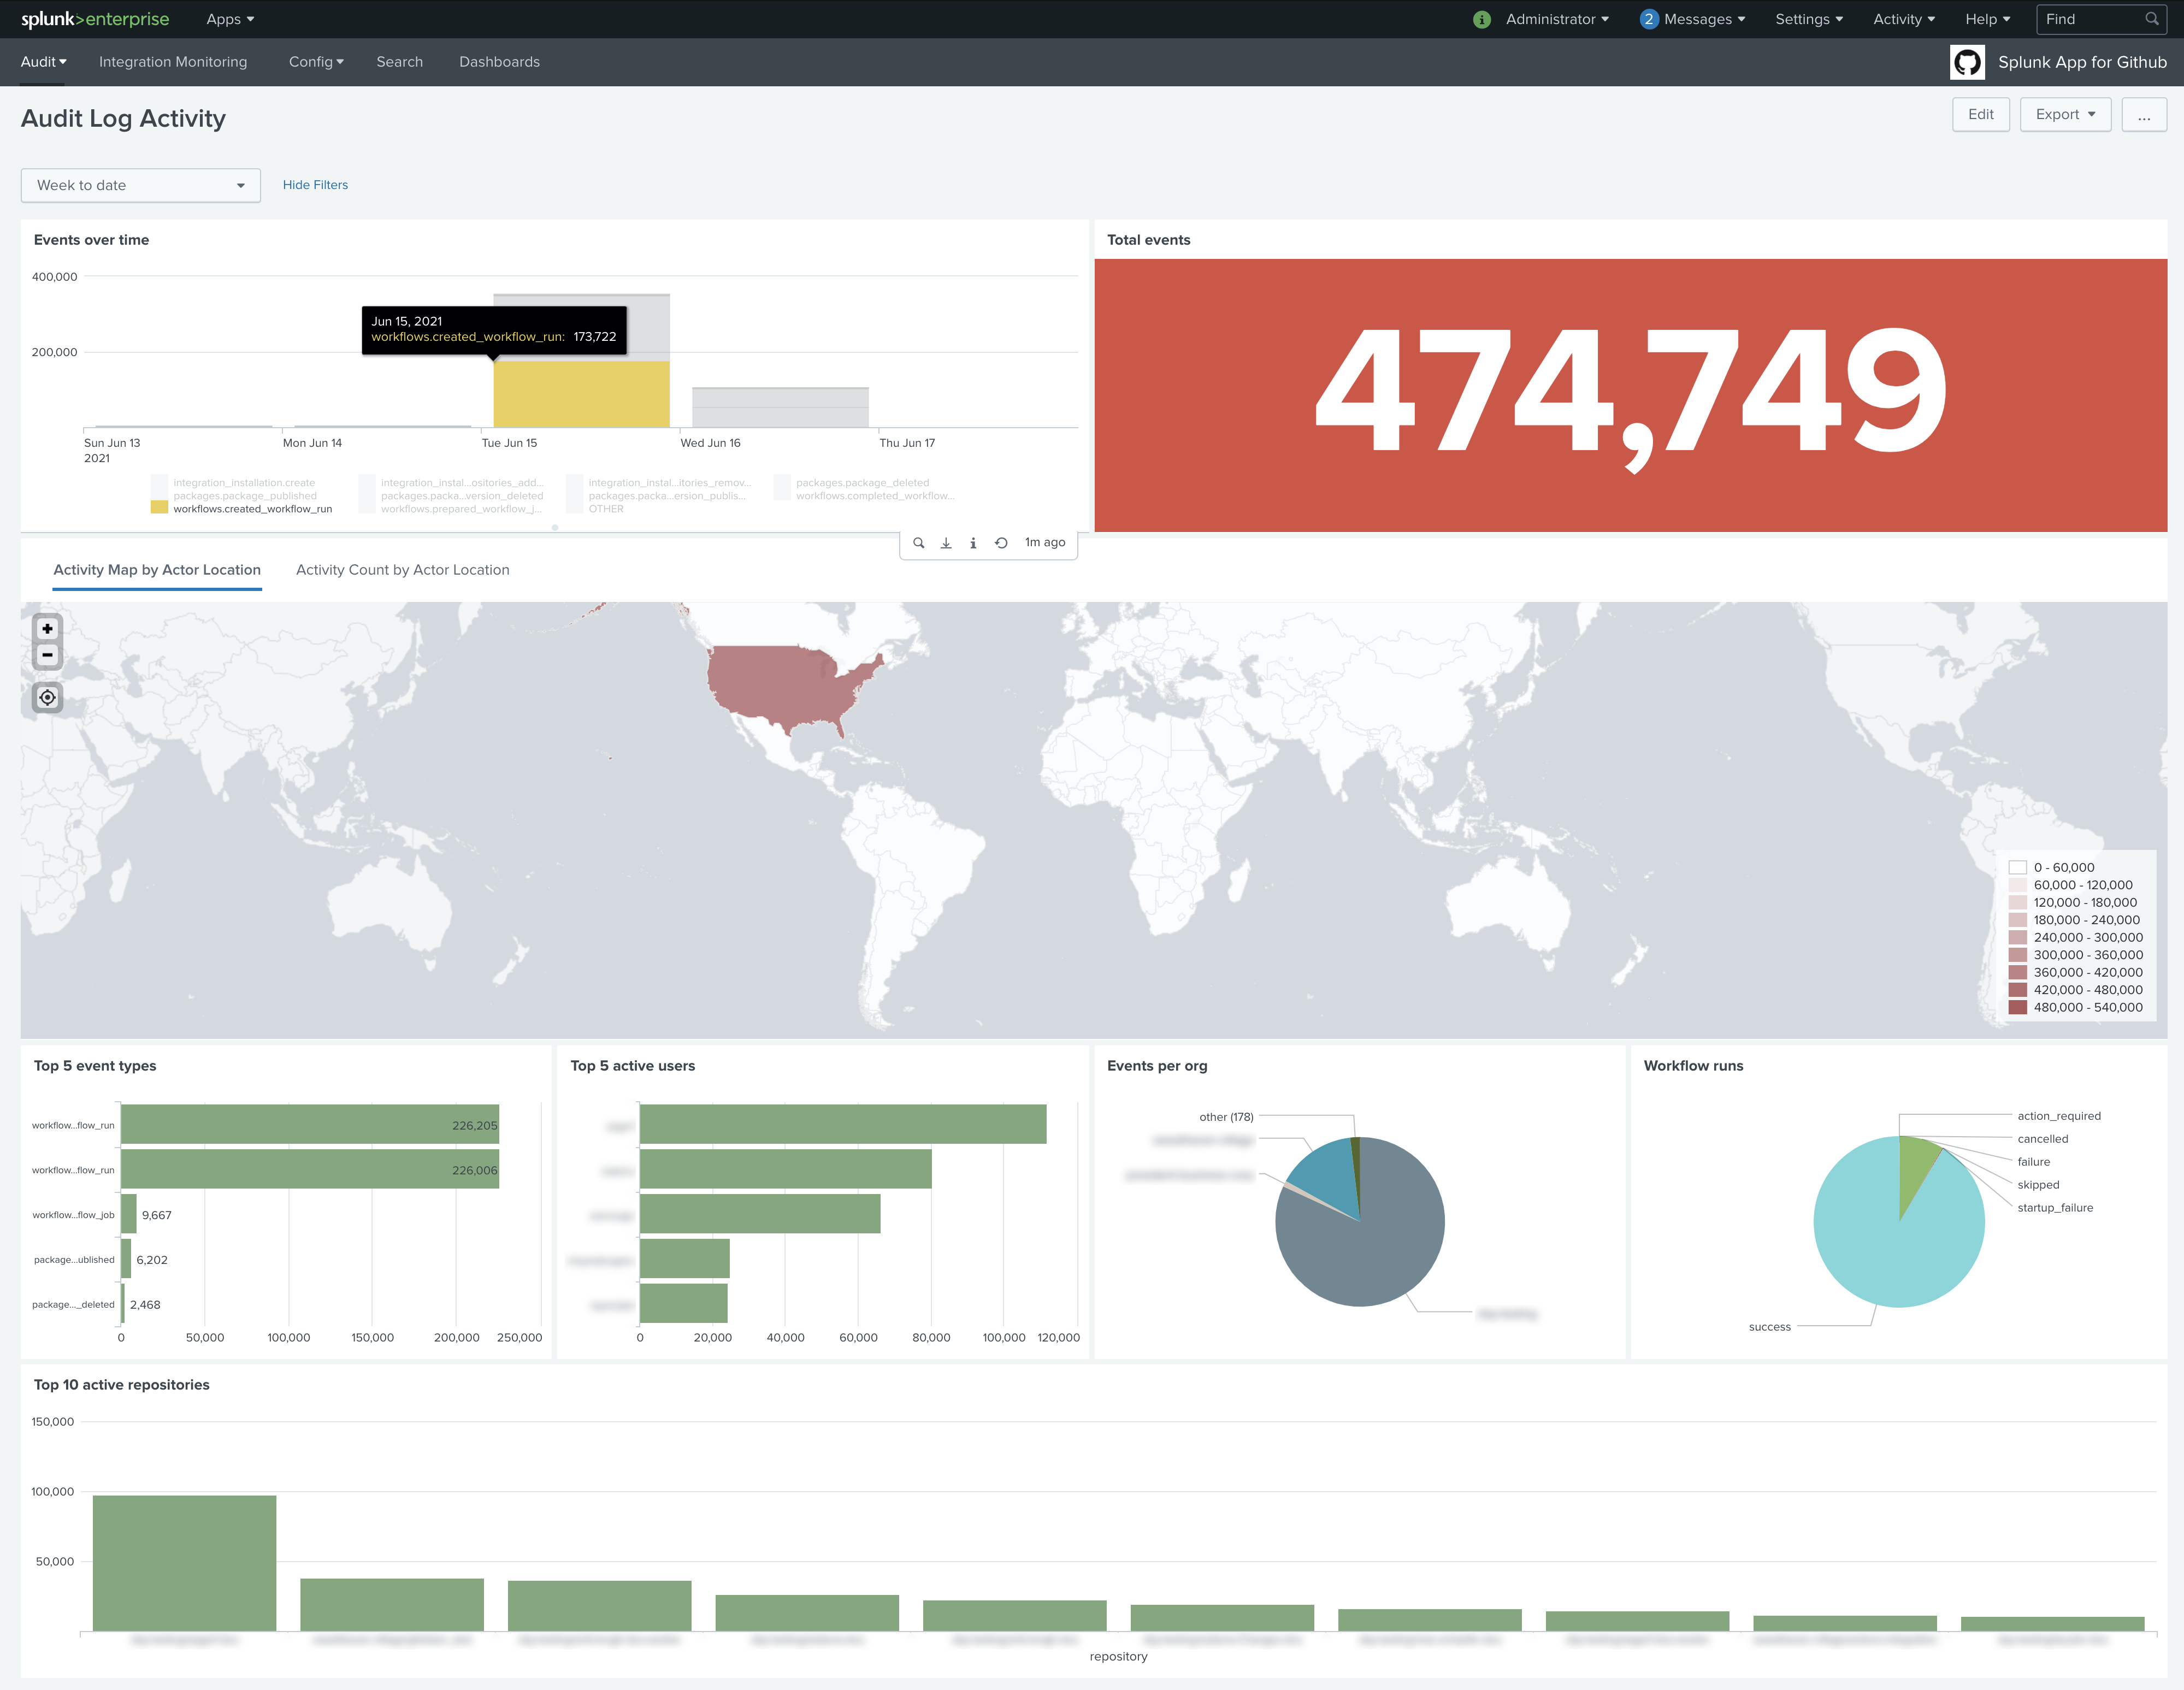 splunk>enterprise Apps Administrator 2 Messages Settings Activity Help Find
Audit Integration Monitoring Config Search Dashboards Splunk App for Github
Audit Log Activity
Edit Export ...
Week to date Hide Filters
Events over time
400,000
200,000
Jun 15, 2021
workflows.created_workflow_run: 173,722
Sun Jun 13 Mon Jun 14 Tue Jun 15 Wed Jun 16 Thu Jun 17
2021
integration_installation.create integration_instal...ositories_add... integration_instal...itories_remov... packages.package_deleted
packages.package_published packages.packa...version_deleted packages.packa...ersion_publis... workflows.completed_workflow...
workflows.created_workflow_run workflows.prepared_workflow_j... OTHER
1m ago
Total events
474,749
Activity Map by Actor Location Activity Count by Actor Location
+
−
0 - 60,000
60,000 - 120,000
120,000 - 180,000
180,000 - 240,000
240,000 - 300,000
300,000 - 360,000
360,000 - 420,000
420,000 - 480,000
480,000 - 540,000
Top 5 event types
workflow...flow_run 226,205
workflow...flow_run 226,006
workflow...flow_job 9,667
package...ublished 6,202
package..._deleted 2,468
0 50,000 100,000 150,000 200,000 250,000
Top 5 active users
0 20,000 40,000 60,000 80,000 100,000 120,000
Events per org
other (178)
Workflow runs
action_required
cancelled
failure
skipped
startup_failure
success
Top 10 active repositories
150,000
100,000
50,000
repository